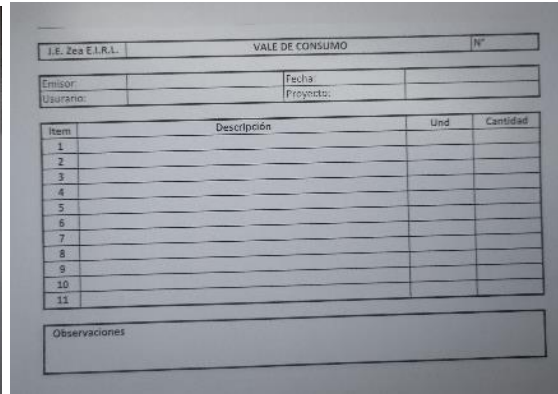 J.E. Zea E.I.R.L. VALE DE CONSUMO N°
Emisor: Fecha:
Usurario: Proyecto:
Item Descripción Und Cantidad
1
2
3
4
5
6
7
8
9
10
11
Observaciones